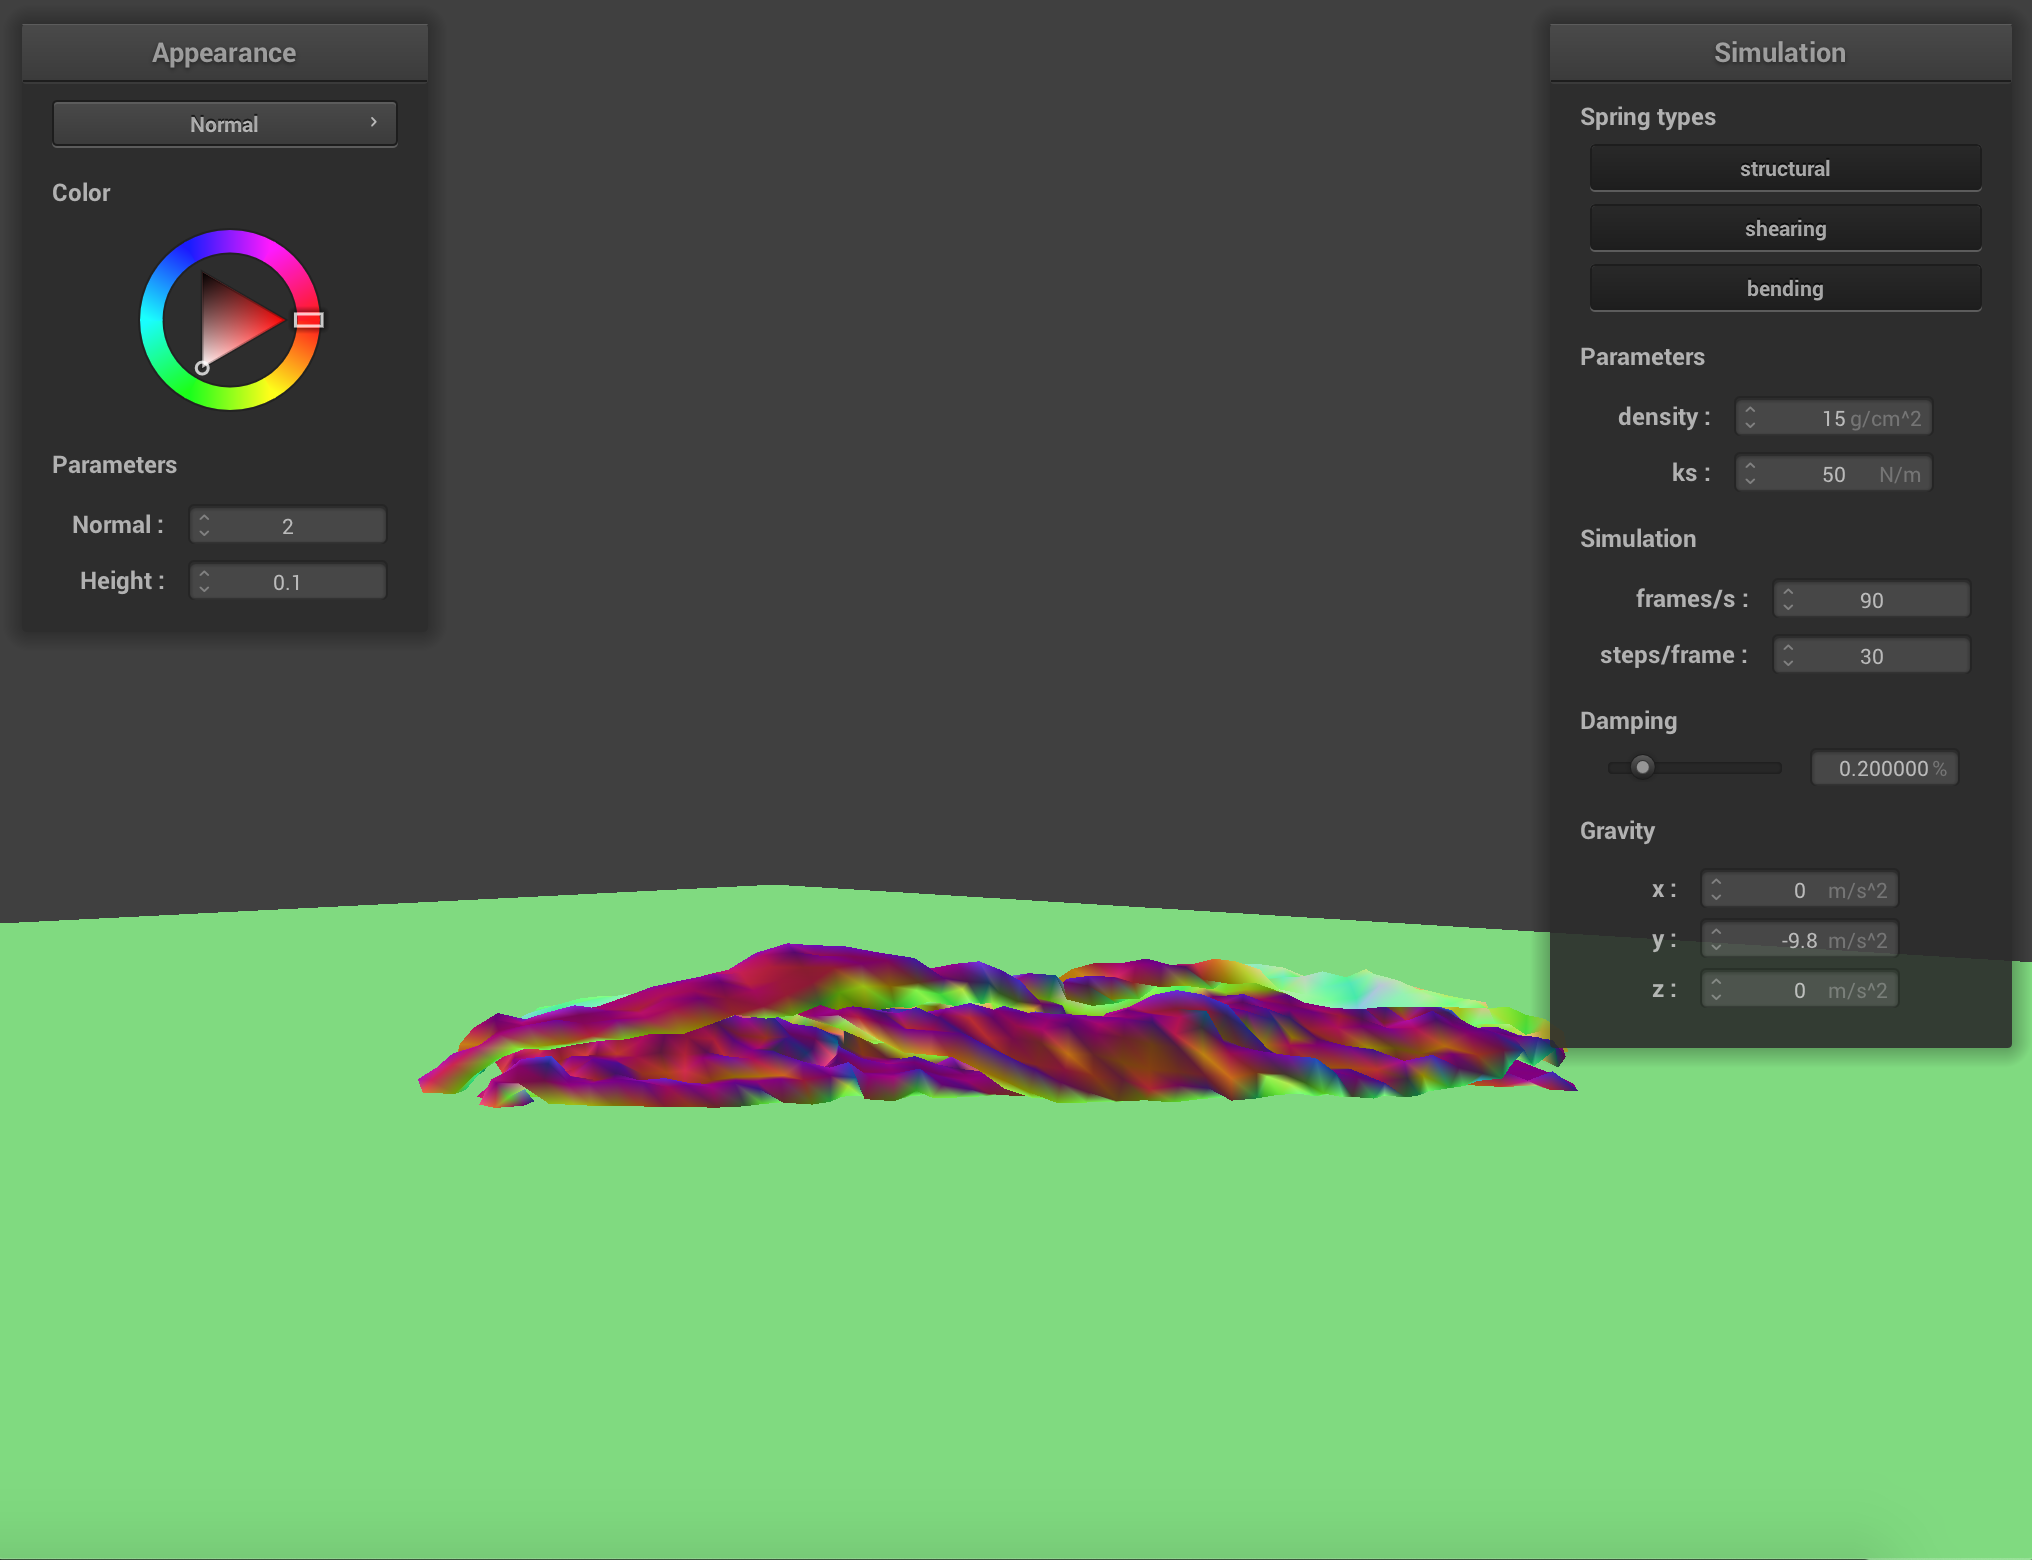 Appearance
Normal
Color
Parameters
Normal :
2
Height :
0.1
Simulation
Spring types
structural
shearing
bending
Parameters
density :
15 g/cm^2
ks :
50 N/m
Simulation
frames/s :
90
steps/frame :
30
Damping
0.200000 %
Gravity
x :
0 m/s^2
y :
-9.8 m/s^2
z :
0 m/s^2